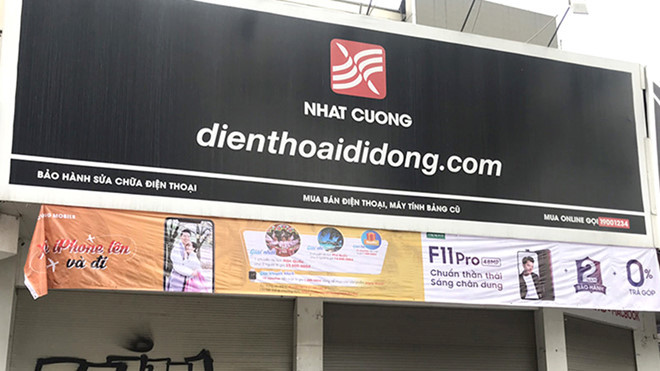 NHAT CUONG
dienthoaididong.com
BẢO HÀNH SỬA CHỮA ĐIỆN THOẠI
MUA BÁN ĐIỆN THOẠI, MÁY TÍNH BẢNG CŨ
MUA ONLINE GỌI 19001234
iPhone lên
và đi
F11 Pro 48MP
Chuẩn thần thái
Sáng chân dung
2
BẢO HÀNH
0%
TRẢ GÓP
MACBOOK